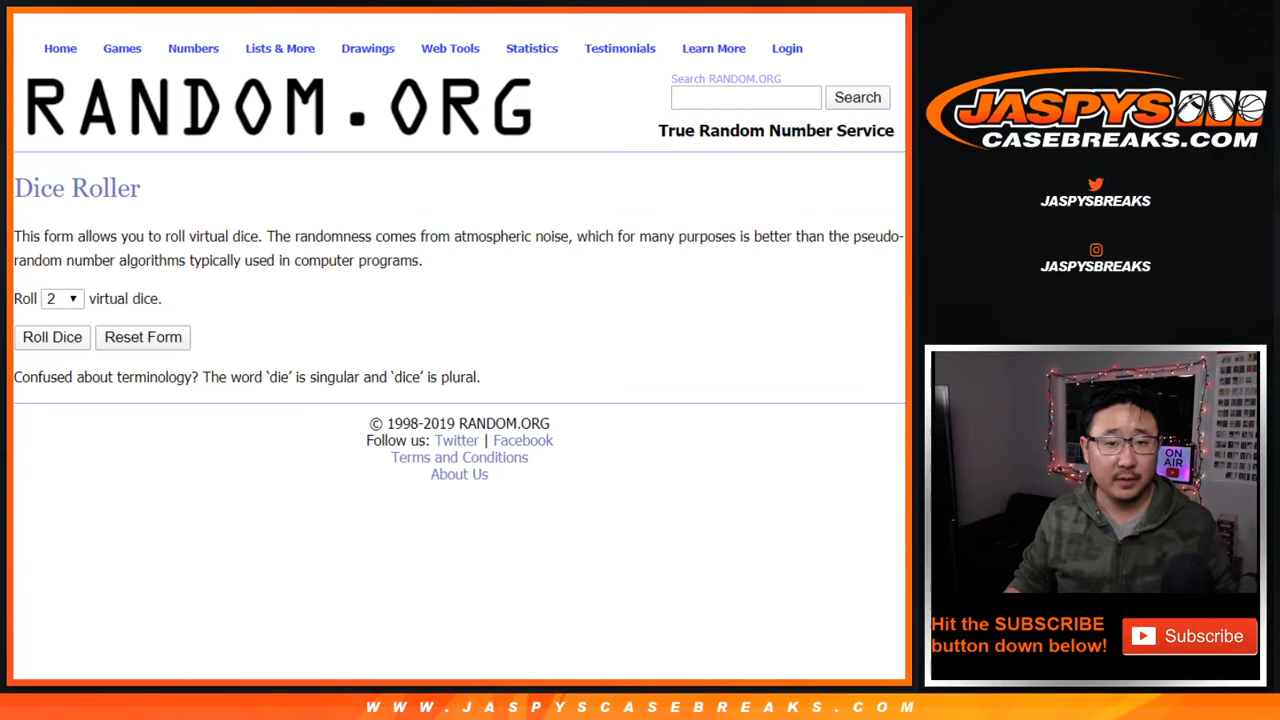 Home Games Numbers Lists & More Drawings Web Tools Statistics Testimonials Learn More Login
RANDOM.ORG
Search RANDOM.ORG
Search
True Random Number Service
Dice Roller
This form allows you to roll virtual dice. The randomness comes from atmospheric noise, which for many purposes is better than the pseudo-
random number algorithms typically used in computer programs.
Roll 2 virtual dice.
Roll Dice Reset Form
Confused about terminology? The word ‘die’ is singular and ‘dice’ is plural.
© 1998-2019 RANDOM.ORG
Follow us: Twitter | Facebook
Terms and Conditions
About Us
JASPYS
CASEBREAKS.COM
JASPYSBREAKS
JASPYSBREAKS
ON
AIR
Hit the SUBSCRIBE
button down below!
Subscribe
WWW.JASPYSCASEBREAKS.COM